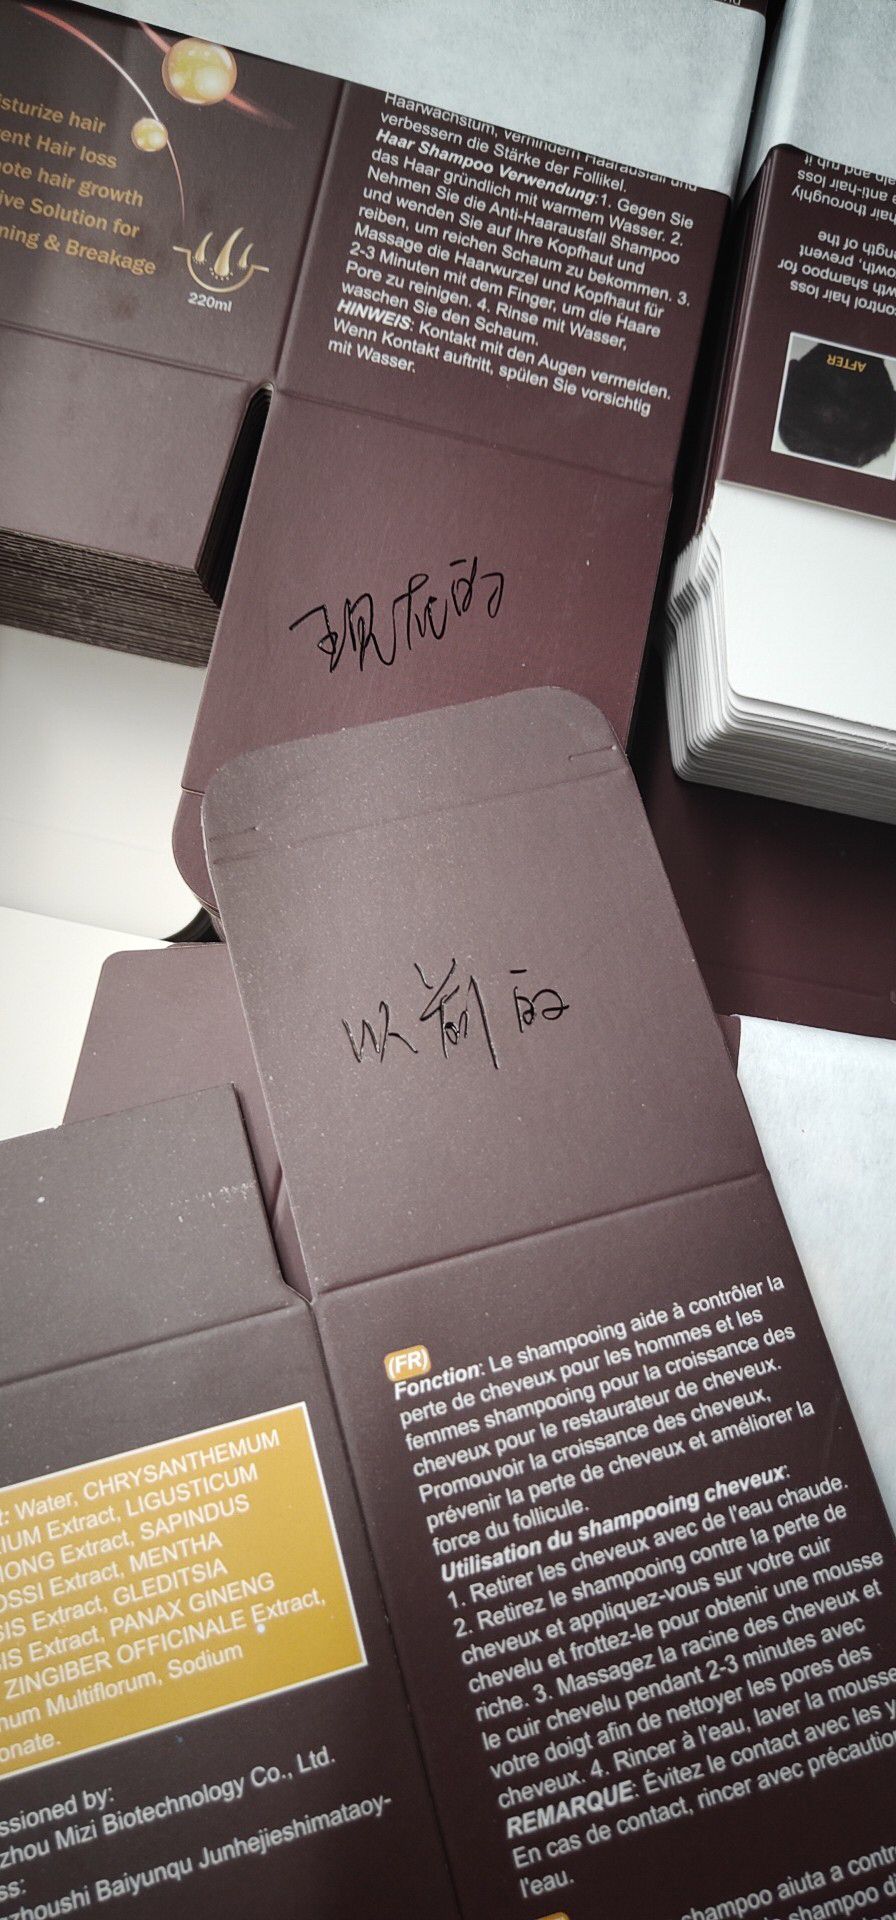 sturize hair
ent Hair loss
ote hair growth
ive Solution for
ning & Breakage
220ml
Haarwachstum, vernindem Haarausfall und
verbessern die Stärke der Follikel.
Haar Shampoo Verwendung:1. Gegen Sie
das Haar gründlich mit warmem Wasser. 2.
Nehmen Sie die Anti-Haarausfall Shampoo
und wenden Sie auf Ihre Kopfhaut und
reiben, um reichen Schaum zu bekommen. 3.
Massage die Haarwurzel und Kopfhaut für
2-3 Minuten mit dem Finger, um die Haare
Pore zu reinigen. 4. Rinse mit Wasser,
waschen Sie den Schaum.
HINWEIS: Kontakt mit den Augen vermeiden.
Wenn Kontakt auftritt, spülen Sie vorsichtig
mit Wasser.
and rub it
anti-hair loss
hair thoroughly
ngth of the
wth, prevent
wth shampoo for
control hair loss
AFTER
现在的
以前的
(FR)
Fonction: Le shampooing aide à contrôler la
perte de cheveux pour les hommes et les
femmes shampooing pour la croissance des
cheveux pour le restaurateur de cheveux.
Promouvoir la croissance des cheveux,
prévenir la perte de cheveux et améliorer la
force du follicule.
Utilisation du shampooing cheveux:
1. Retirer les cheveux avec de l'eau chaude.
2. Retirez le shampooing contre la perte de
cheveux et appliquez-vous sur votre cuir
chevelu et frottez-le pour obtenir une mousse
riche. 3. Massagez la racine des cheveux et
le cuir chevelu pendant 2-3 minutes avec
votre doigt afin de nettoyer les pores des
cheveux. 4. Rincer à l'eau, laver la mousse
REMARQUE: Évitez le contact avec les y
En cas de contact, rincer avec précaution
l'eau.
t: Water, CHRYSANTHEMUM
IUM Extract, LIGUSTICUM
IONG Extract, SAPINDUS
OSSI Extract, MENTHA
SIS Extract, GLEDITSIA
IS Extract, PANAX GINENG
ZINGIBER OFFICINALE Extract,
num Multiflorum, Sodium
onate.
ssioned by:
zhou Mizi Biotechnology Co., Ltd.
ss:
zhoushi Baiyunqu Junhejieshimataoy-
shampoo aiuta a contr